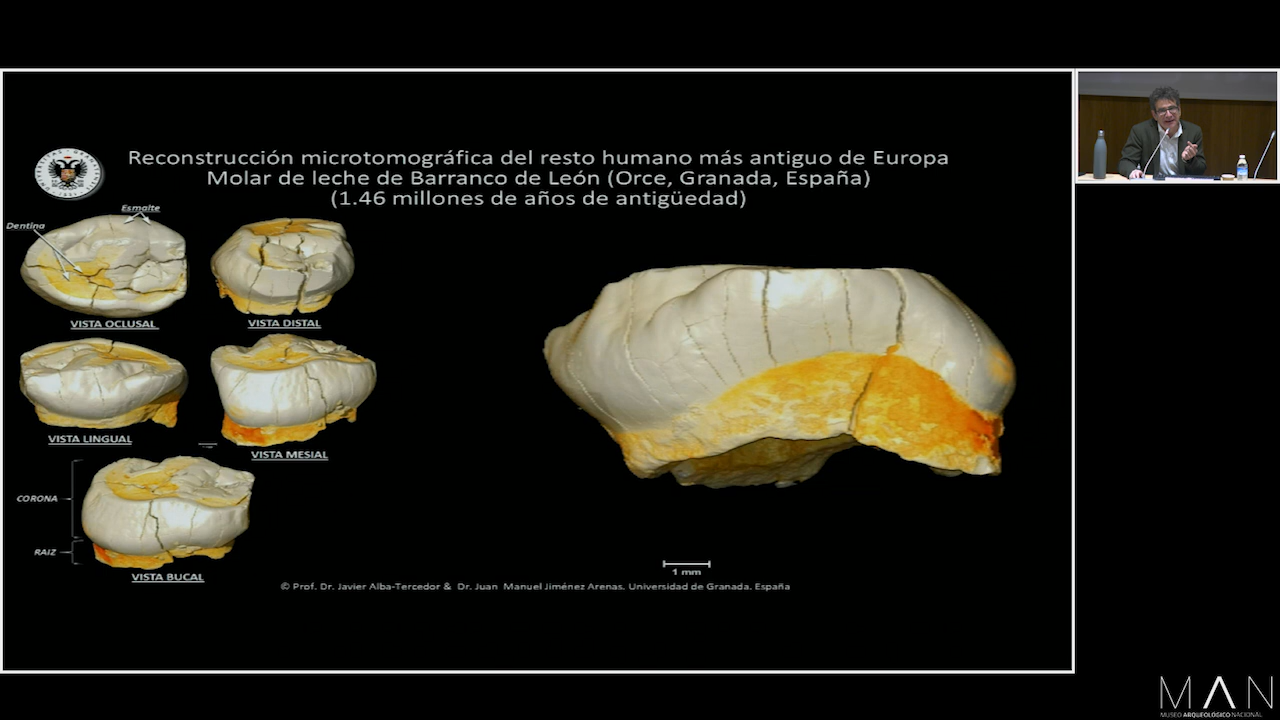 Reconstrucción microtomográfica del resto humano más antiguo de Europa
Molar de leche de Barranco de León (Orce, Granada, España)
(1.46 millones de años de antigüedad)
Esmalte
Dentina
VISTA OCLUSAL
VISTA DISTAL
VISTA LINGUAL
VISTA MESIAL
CORONA
RAIZ
VISTA BUCAL
1 mm
© Prof. Dr. Javier Alba-Tercedor & Dr. Juan Manuel Jiménez Arenas. Universidad de Granada. España
MAN
MUSEO ARQUEOLÓGICO NACIONAL